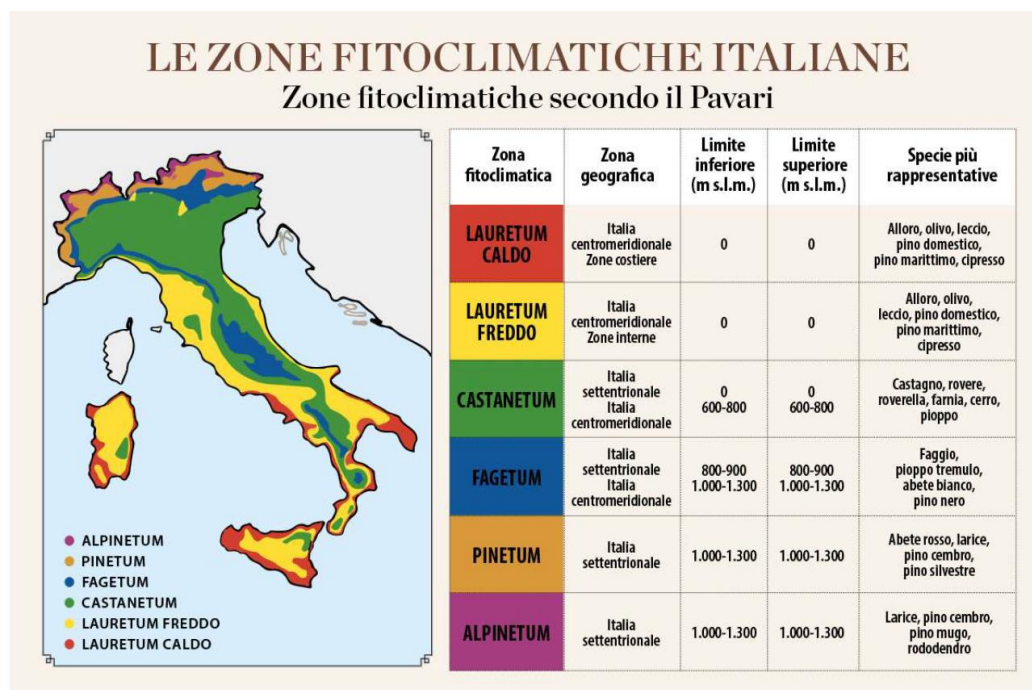 LE ZONE FITOCLIMATICHE ITALIANE
Zone fitoclimatiche secondo il Pavari
ALPINETUM
PINETUM
FAGETUM
CASTANETUM
LAURETUM FREDDO
LAURETUM CALDO
Zona
fitoclimatica
Zona
geografica
Limite
inferiore
(m s.l.m.)
Limite
superiore
(m s.l.m.)
Specie più
rappresentative
LAURETUM
CALDO
Italia
centromeridionale
Zone costiere
0
0
Alloro, olivo, leccio,
pino domestico,
pino marittimo, cipresso
LAURETUM
FREDDO
Italia
centromeridionale
Zone interne
0
0
Alloro, olivo,
leccio, pino domestico,
pino marittimo,
cipresso
CASTANETUM
Italia
settentrionale
Italia
centromeridionale
0
600-800
0
600-800
Castagno, rovere,
roverella, farnia, cerro,
pioppo
FAGETUM
Italia
settentrionale
Italia
centromeridionale
800-900
1.000-1.300
800-900
1.000-1.300
Faggio,
pioppo tremulo,
abete bianco,
pino nero
PINETUM
Italia
settentrionale
1.000-1.300
1.000-1.300
Abete rosso, larice,
pino cembro,
pino silvestre
ALPINETUM
Italia
settentrionale
1.000-1.300
1.000-1.300
Larice, pino cembro,
pino mugo,
rododendro